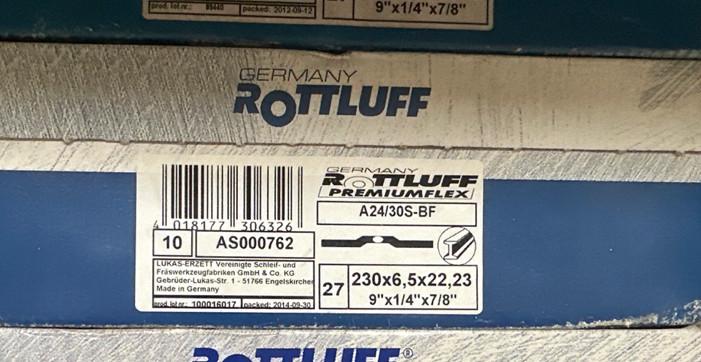 prod. lot nr.: 89440 packed: 2012-09-12
9"x1/4"x7/8"
GERMANY
ROTTLUFF
4 018177 306326
10 AS000762
LUKAS-ERZETT Vereinigte Schleif- und
Fräswerkzeugfabriken GmbH & Co. KG
Gebrüder-Lukas-Str. 1 - 51766 Engelskirchen
Made in Germany
prod. lot nr.: 100016017 packed: 2014-09-30
GERMANY
ROTTLUFF
PREMIUMFLEX
A24/30S-BF
27 230x6,5x22,23
9"x1/4"x7/8"
ROTTLUFF®